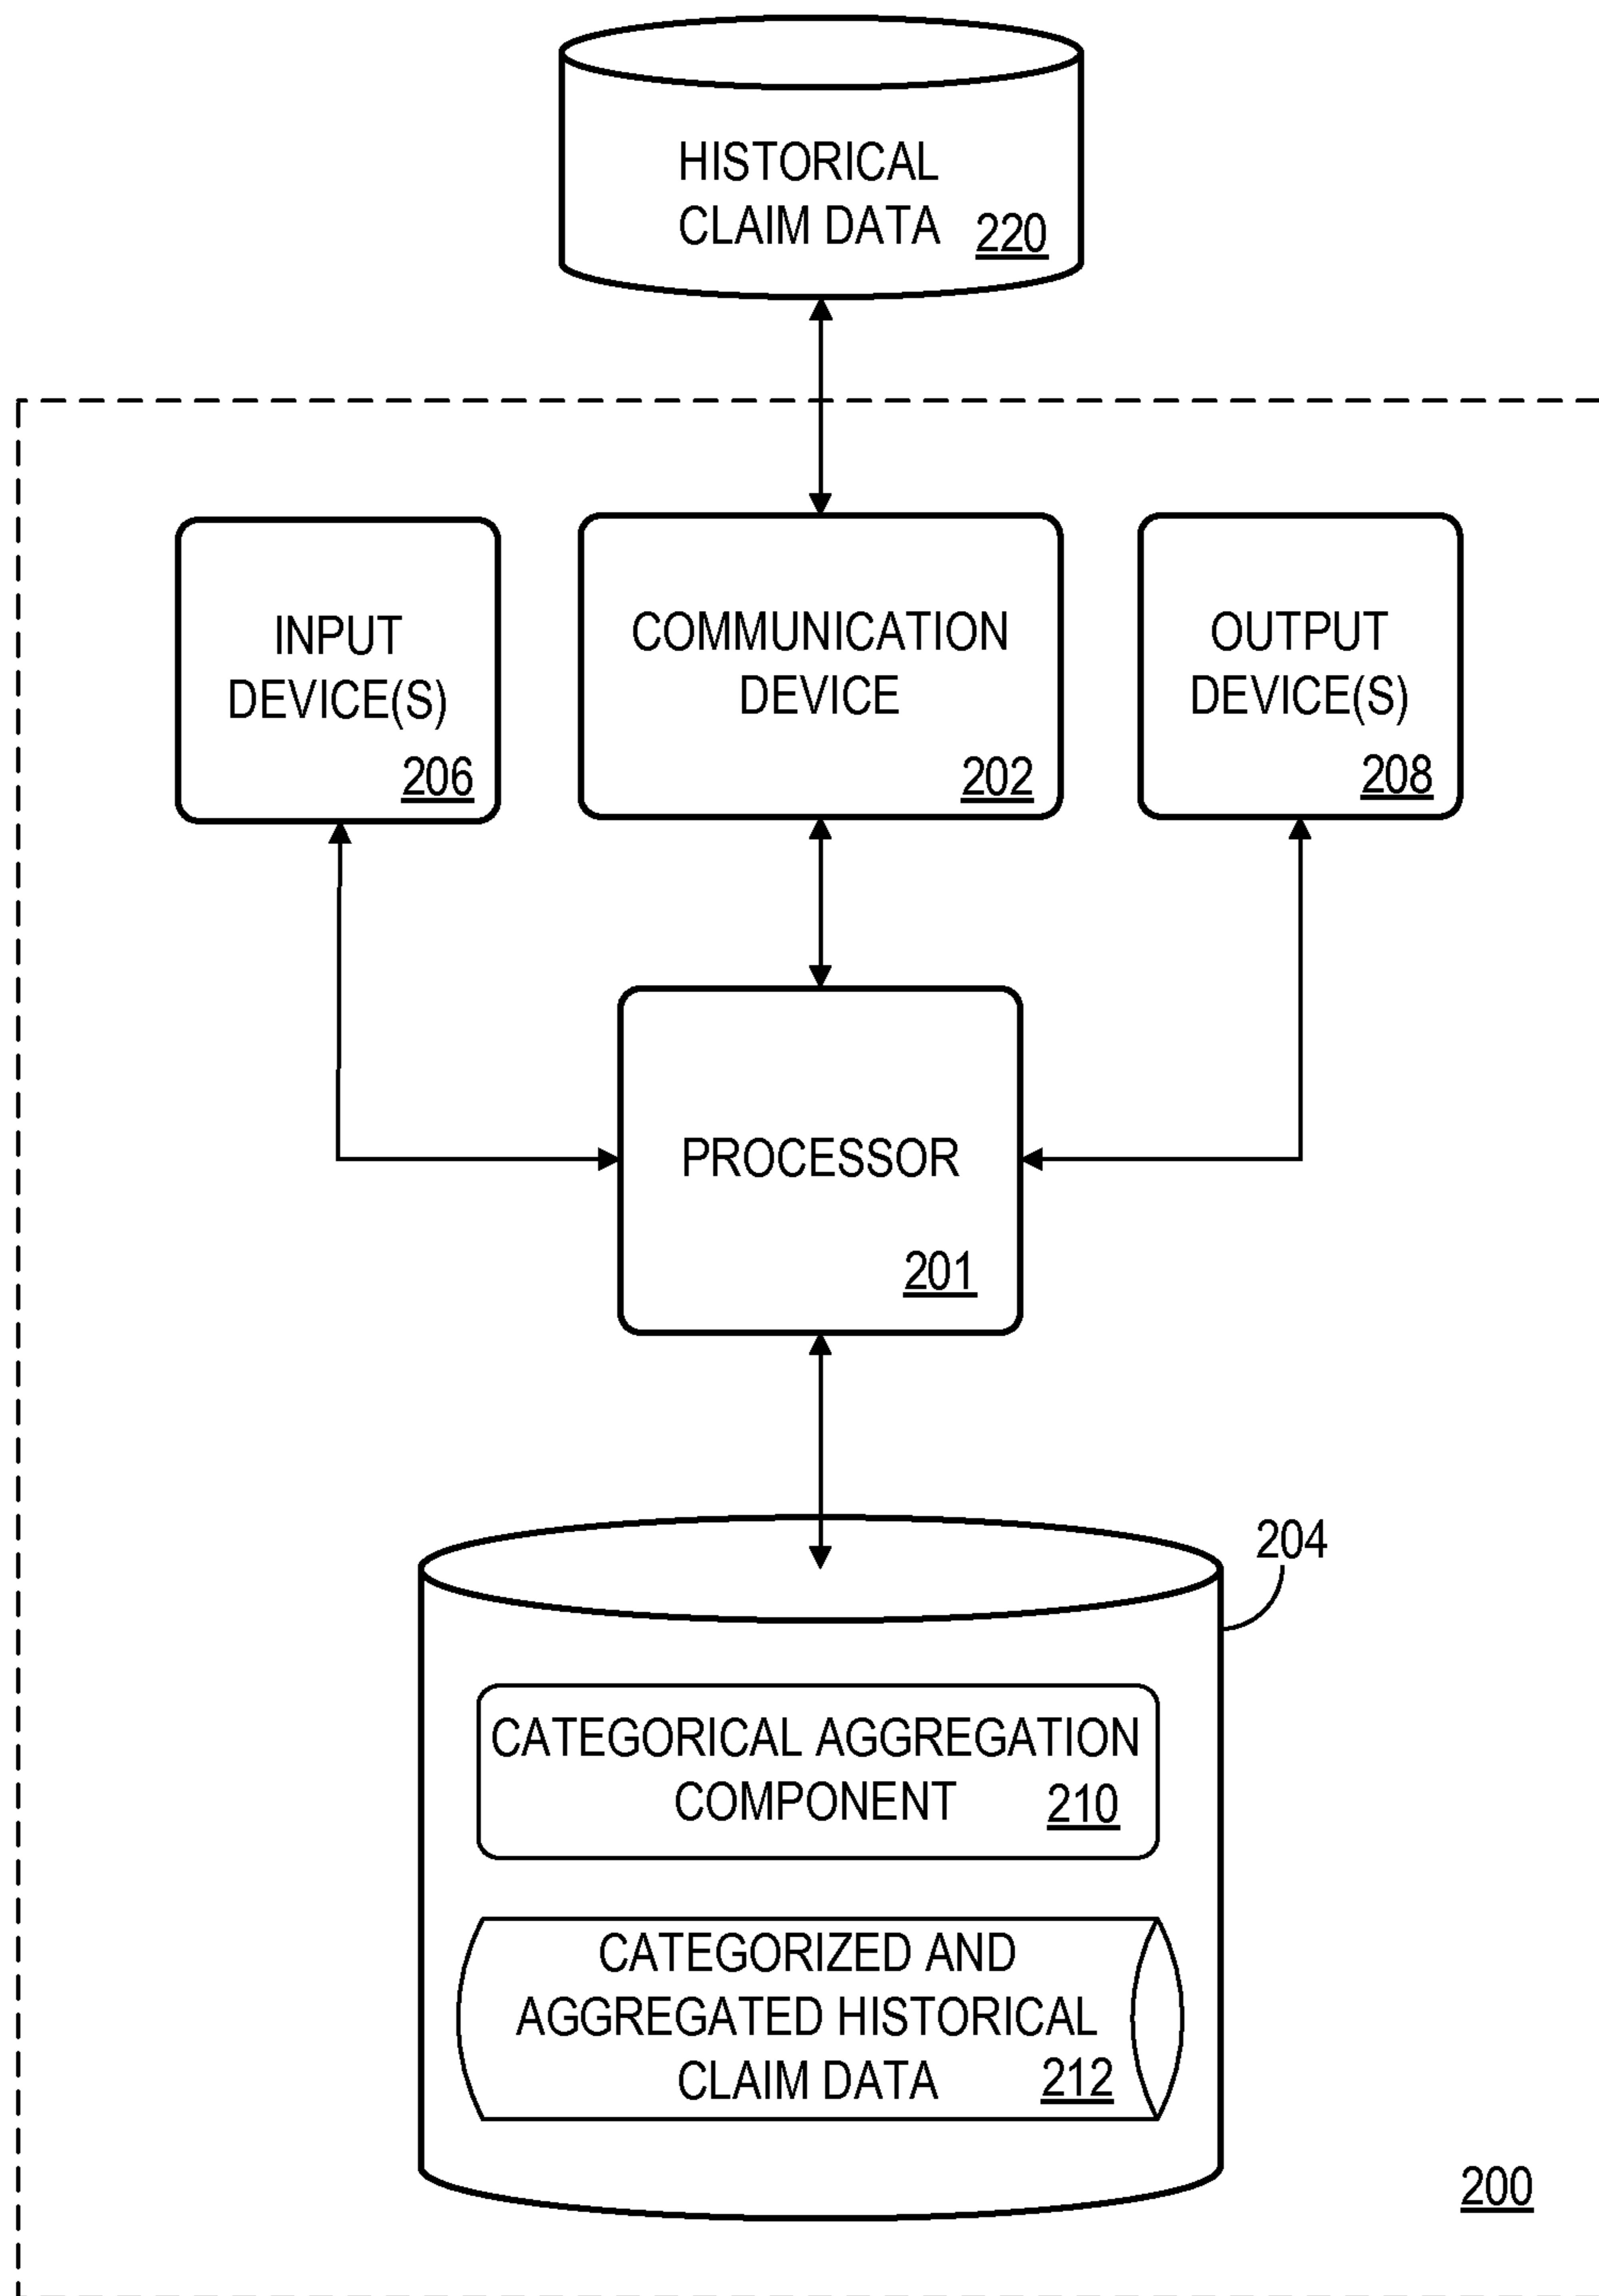 HISTORICAL
CLAIM DATA 220
INPUT
DEVICE(S)
206
COMMUNICATION
DEVICE
202
OUTPUT
DEVICE(S)
208
PROCESSOR
201
204
CATEGORICAL AGGREGATION
COMPONENT 210
CATEGORIZED AND
AGGREGATED HISTORICAL
CLAIM DATA 212
200